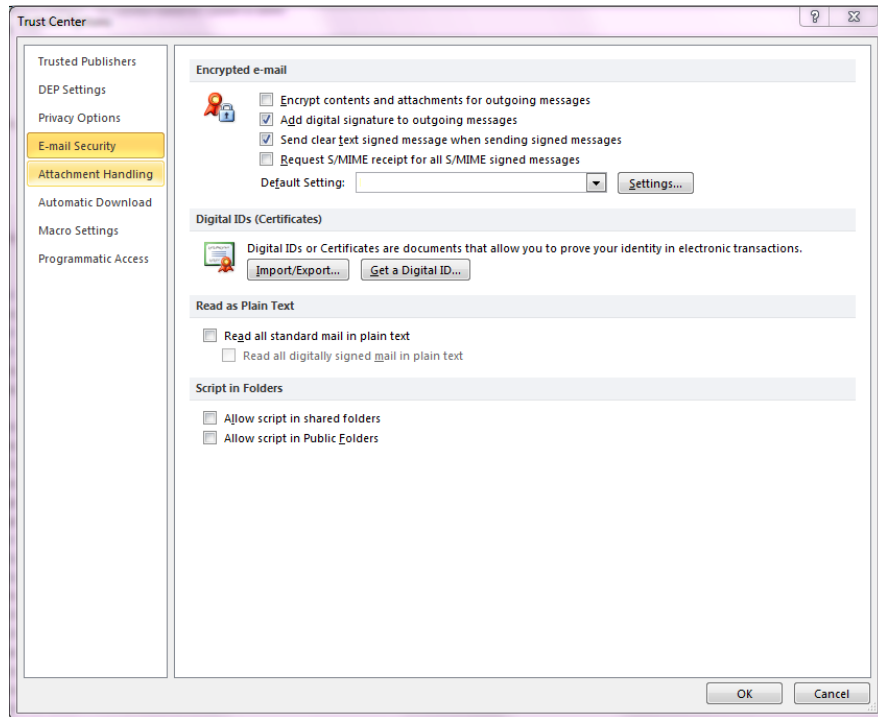 Trust Center
Trusted Publishers
DEP Settings
Privacy Options
E-mail Security
Attachment Handling
Automatic Download
Macro Settings
Programmatic Access
Encrypted e-mail
Encrypt contents and attachments for outgoing messages
Add digital signature to outgoing messages
Send clear text signed message when sending signed messages
Request S/MIME receipt for all S/MIME signed messages
Default Setting:
Settings...
Digital IDs (Certificates)
Digital IDs or Certificates are documents that allow you to prove your identity in electronic transactions.
Import/Export... Get a Digital ID...
Read as Plain Text
Read all standard mail in plain text
Read all digitally signed mail in plain text
Script in Folders
Allow script in shared folders
Allow script in Public Folders
OK Cancel